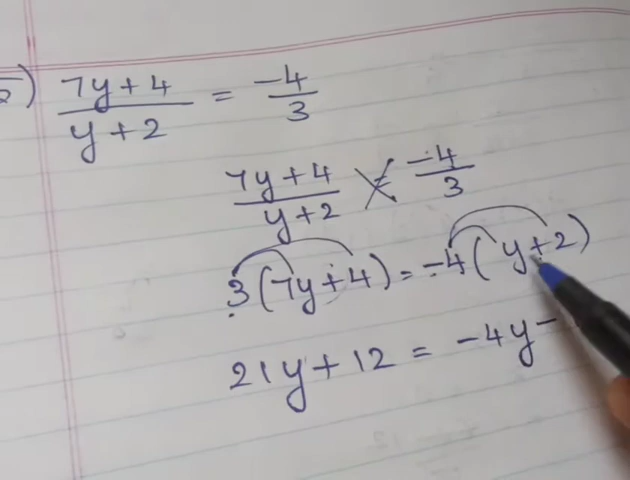 2) (7y+4)/(y+2) = -4/3
(7y+4)/(y+2) = -4/3
3(7y+4) = -4(y+2)
21y+12 = -4y-